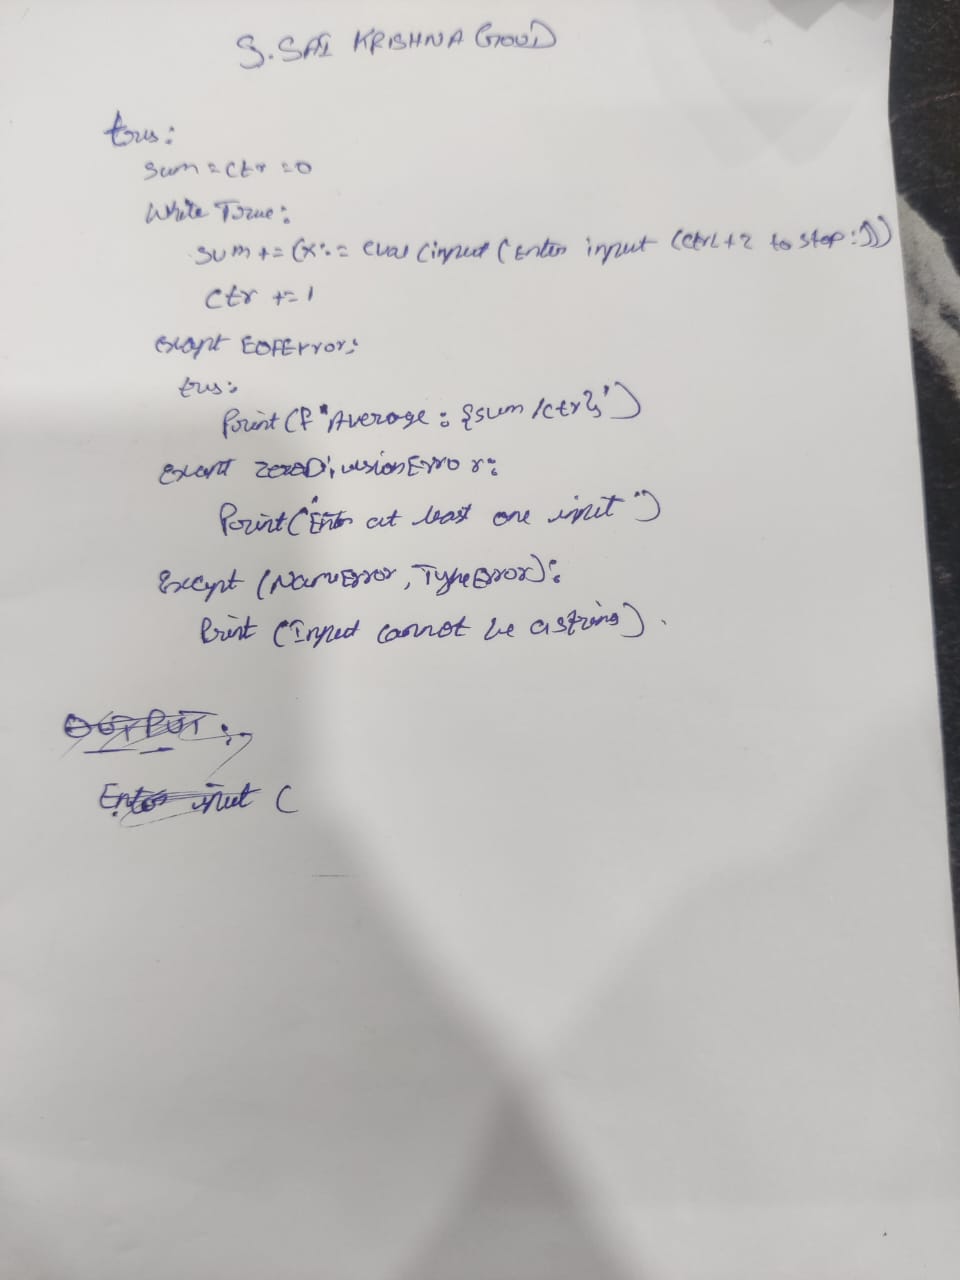 S. SAI KRISHNA GOUD
try:
sum = ctr = 0
While True:
sum += (x:= eval (input (Enter input (ctrl+z to stop:)))
ctr += 1
except EOFError:
try:
Print (f"Average: {sum/ctr}")
Except ZeroDivisionError:
Print ("Enter at least one input")
Except (NameError, TypeError):
Print (Input cannot be a string).
OUTPUT:
Enter input (